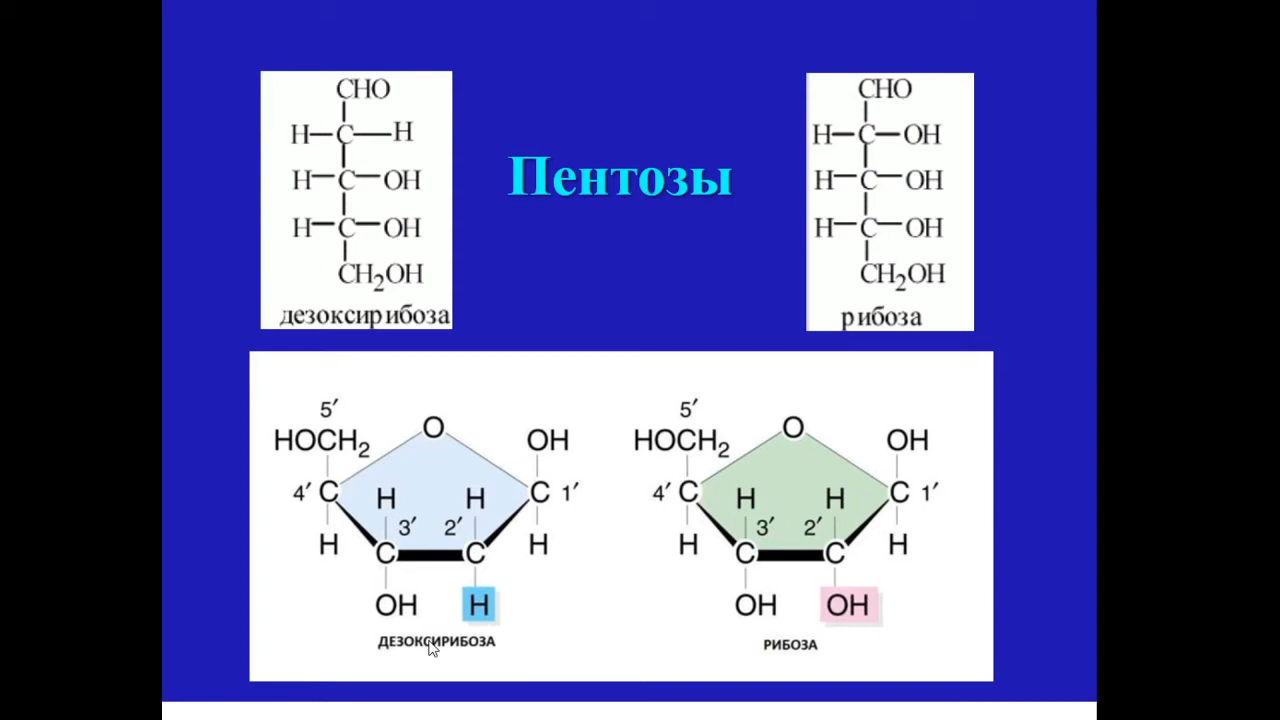 Пентозы
CHO
H–C–H
H–C–OH
H–C–OH
CH2OH
дезоксирибоза
CHO
H–C–OH
H–C–OH
H–C–OH
CH2OH
рибоза
5′
HOCH2 O OH
4′ C H H C 1′
3′ 2′
H C C H
OH H
ДЕЗОКСИРИБОЗА
5′
HOCH2 O OH
4′ C H H C 1′
3′ 2′
H C C H
OH OH
РИБОЗА